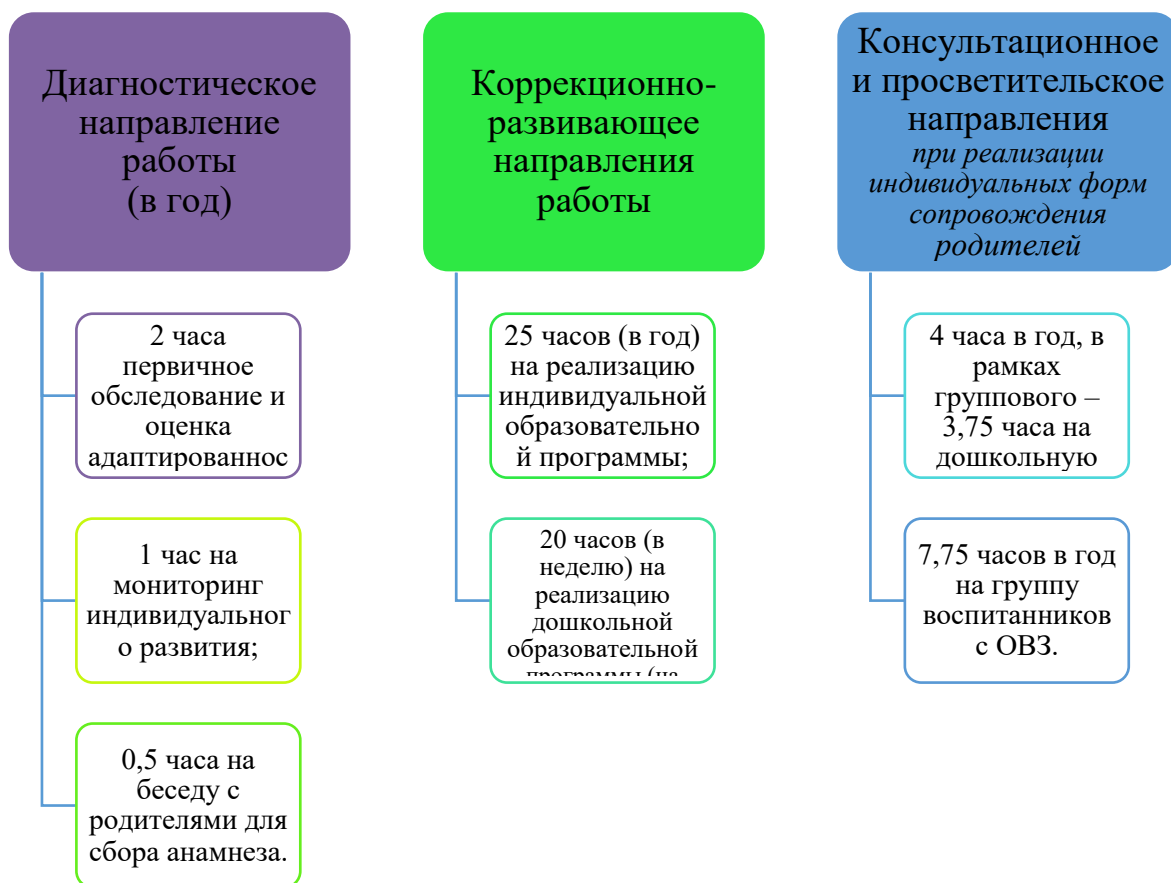 Диагностическое
направление
работы
(в год)
2 часа
первичное
обследование и
оценка
адаптированнос
1 час на
мониторинг
индивидуальног
о развития;
0,5 часа на
беседу с
родителями для
сбора анамнеза.
Коррекционно-
развивающее
направления
работы
25 часов (в год)
на реализацию
индивидуальной
образовательно
й программы;
20 часов (в
неделю) на
реализацию
дошкольной
образовательной
программы (на
Консультационное
и просветительское
направления
при реализации
индивидуальных форм
сопровождения
родителей
4 часа в год, в
рамках
группового –
3,75 часа на
дошкольную
7,75 часов в год
на группу
воспитанников
с ОВЗ.